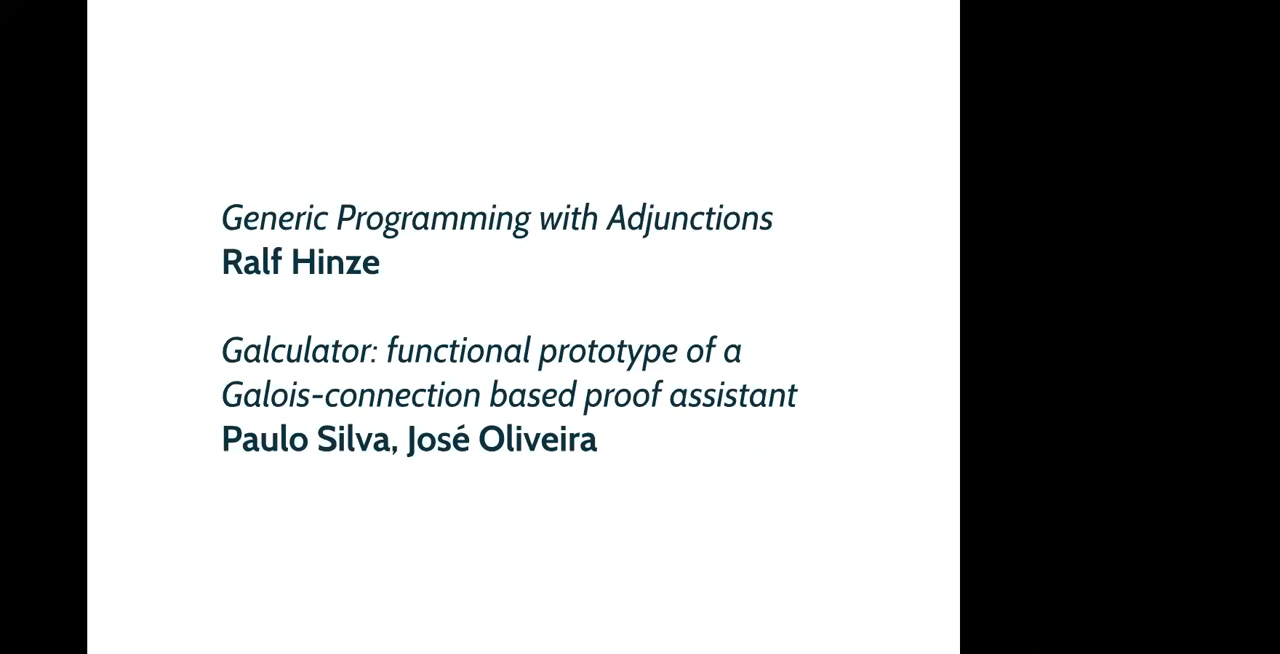 Generic Programming with Adjunctions
Ralf Hinze
Galculator: functional prototype of a
Galois-connection based proof assistant
Paulo Silva, José Oliveira